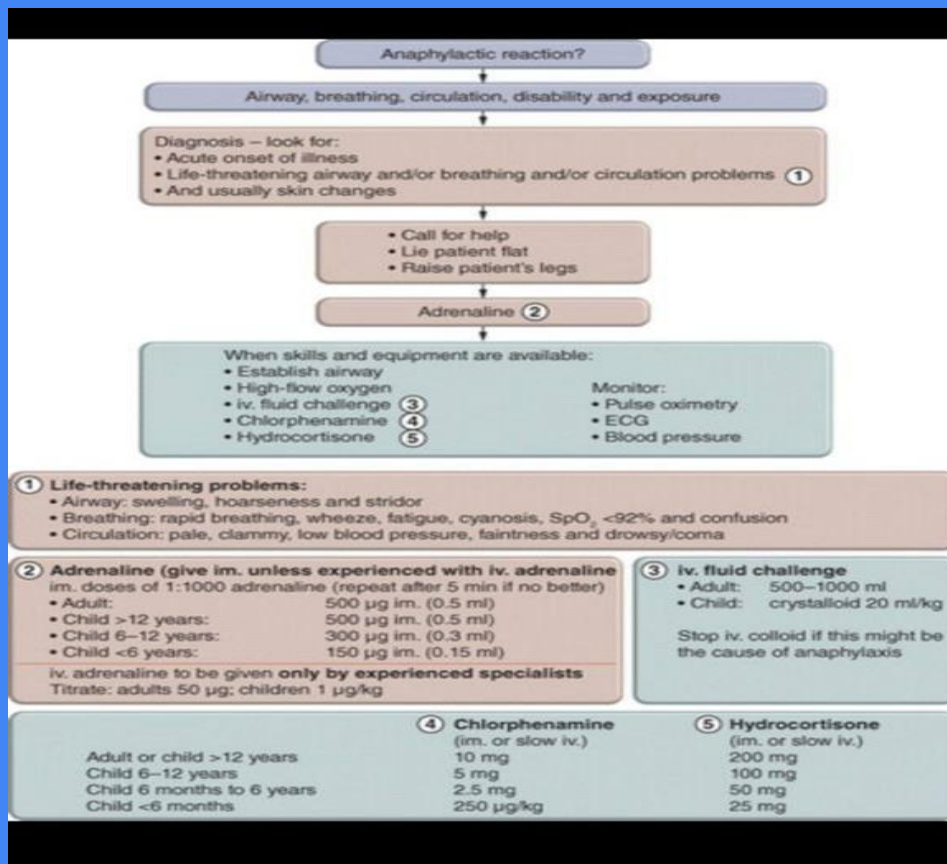 Anaphylactic reaction?
Airway, breathing, circulation, disability and exposure
Diagnosis – look for:
• Acute onset of illness
• Life-threatening airway and/or breathing and/or circulation problems ①
• And usually skin changes
• Call for help
• Lie patient flat
• Raise patient's legs
Adrenaline ②
When skills and equipment are available:
• Establish airway
• High-flow oxygen
• iv. fluid challenge ③
• Chlorphenamine ④
• Hydrocortisone ⑤
Monitor:
• Pulse oximetry
• ECG
• Blood pressure
① Life-threatening problems:
• Airway: swelling, hoarseness and stridor
• Breathing: rapid breathing, wheeze, fatigue, cyanosis, SpO₂ <92% and confusion
• Circulation: pale, clammy, low blood pressure, faintness and drowsy/coma
② Adrenaline (give im. unless experienced with iv. adrenaline
im. doses of 1:1000 adrenaline (repeat after 5 min if no better)
• Adult: 500 µg im. (0.5 ml)
• Child >12 years: 500 µg im. (0.5 ml)
• Child 6–12 years: 300 µg im. (0.3 ml)
• Child <6 years: 150 µg im. (0.15 ml)
iv. adrenaline to be given only by experienced specialists
Titrate: adults 50 µg; children 1 µg/kg
③ iv. fluid challenge
• Adult: 500–1000 ml
• Child: crystalloid 20 ml/kg
Stop iv. colloid if this might be
the cause of anaphylaxis
④ Chlorphenamine ⑤ Hydrocortisone
(im. or slow iv.) (im. or slow iv.)
Adult or child >12 years 10 mg 200 mg
Child 6–12 years 5 mg 100 mg
Child 6 months to 6 years 2.5 mg 50 mg
Child <6 months 250 µg/kg 25 mg